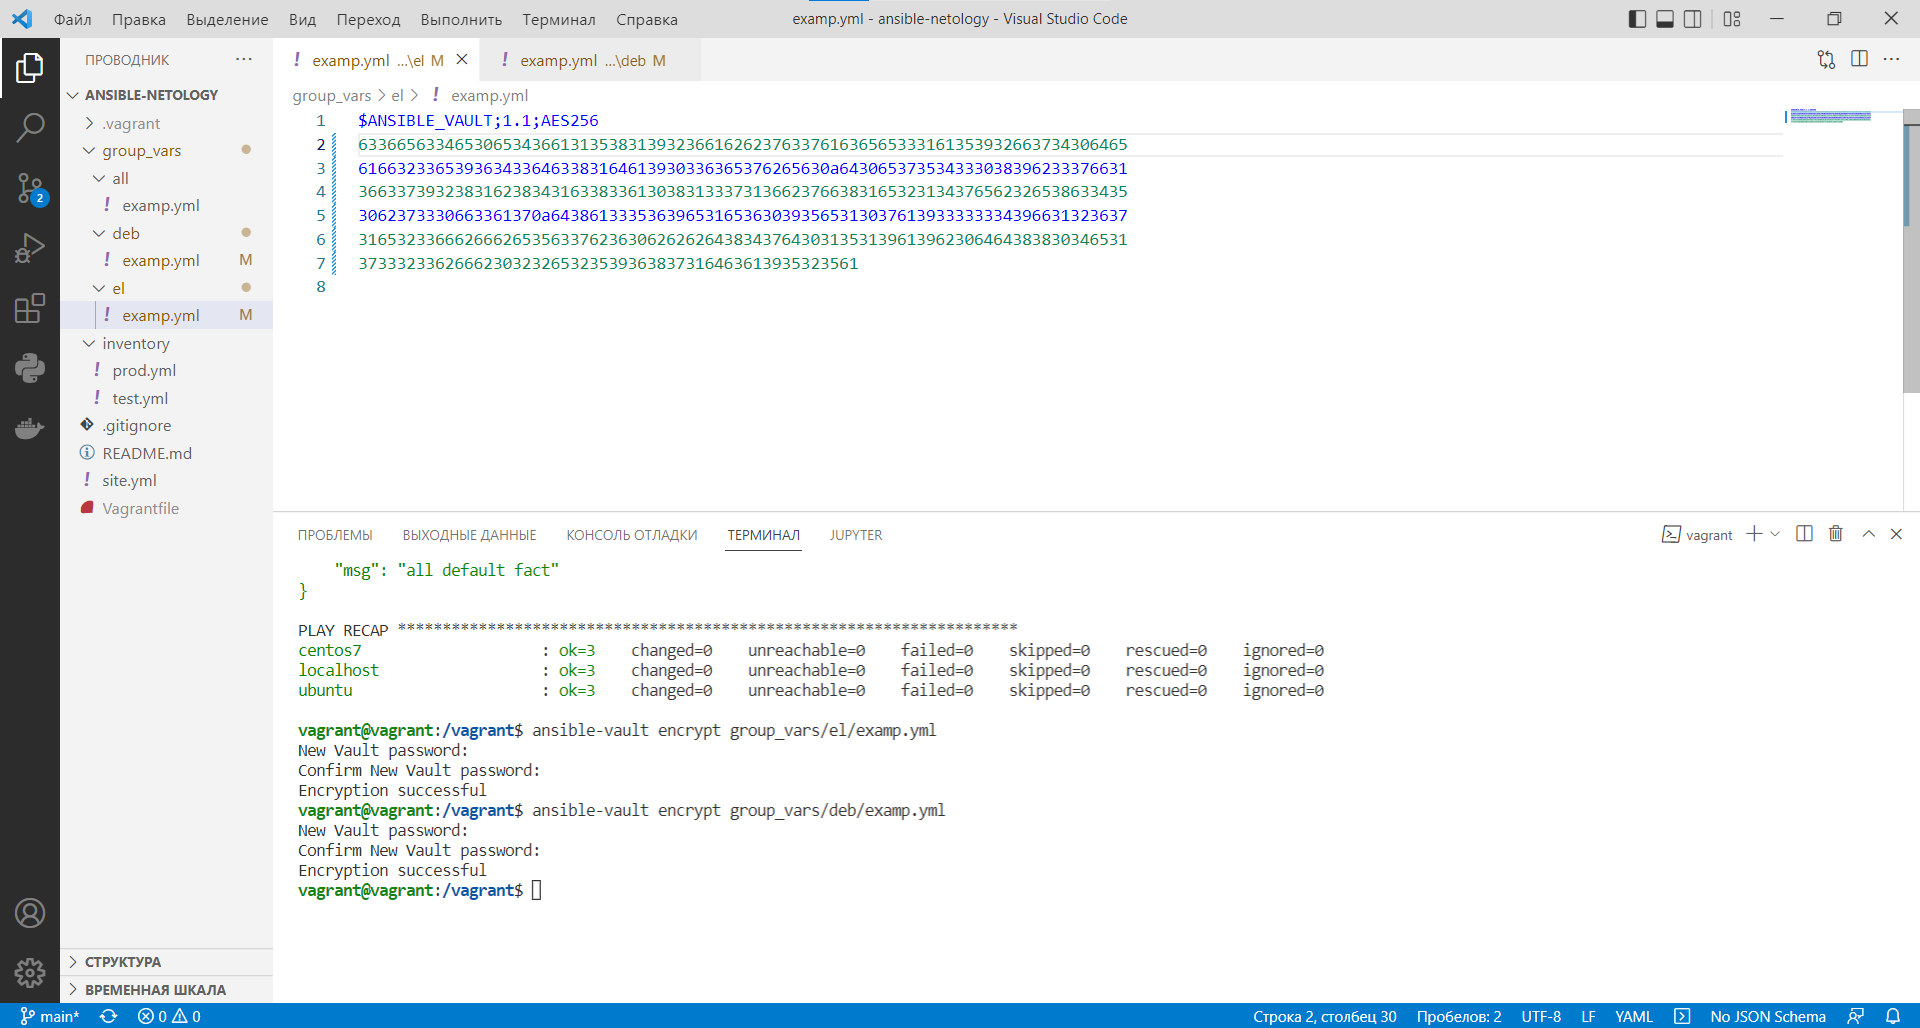 Файл Правка Выделение Вид Переход Выполнить Терминал Справка
examp.yml - ansible-netology - Visual Studio Code
ПРОВОДНИК
ANSIBLE-NETOLOGY
.vagrant
group_vars
all
! examp.yml
deb
! examp.yml M
el
! examp.yml M
inventory
! prod.yml
! test.yml
.gitignore
README.md
! site.yml
Vagrantfile
СТРУКТУРА
ВРЕМЕННАЯ ШКАЛА
2
! examp.yml ...\el M
! examp.yml ...\deb M
group_vars > el > ! examp.yml
1 $ANSIBLE_VAULT;1.1;AES256
2 63366563346530653436613135383139323661626237633761636565333161353932663734306465
3 6166323365393634336463383164613930336365376265630a643065373534333038396233376631
4 36633739323831623834316338336130383133373136623766383165323134376562326538633435
5 3062373330663361370a643861333536396531653630393565313037613933333334396631323637
6 31653233666266626535633762363062626264383437643031353139613962306464383830346531
7 3733323362666230323265323539363837316463613935323561
8
ПРОБЛЕМЫ ВЫХОДНЫЕ ДАННЫЕ КОНСОЛЬ ОТЛАДКИ ТЕРМИНАЛ JUPYTER
vagrant
"msg": "all default fact"
}
PLAY RECAP *********************************************************************
centos7 : ok=3 changed=0 unreachable=0 failed=0 skipped=0 rescued=0 ignored=0
localhost : ok=3 changed=0 unreachable=0 failed=0 skipped=0 rescued=0 ignored=0
ubuntu : ok=3 changed=0 unreachable=0 failed=0 skipped=0 rescued=0 ignored=0
vagrant@vagrant:/vagrant$ ansible-vault encrypt group_vars/el/examp.yml
New Vault password:
Confirm New Vault password:
Encryption successful
vagrant@vagrant:/vagrant$ ansible-vault encrypt group_vars/deb/examp.yml
New Vault password:
Confirm New Vault password:
Encryption successful
vagrant@vagrant:/vagrant$
main* 0 0 Строка 2, столбец 30 Пробелов: 2 UTF-8 LF YAML No JSON Schema